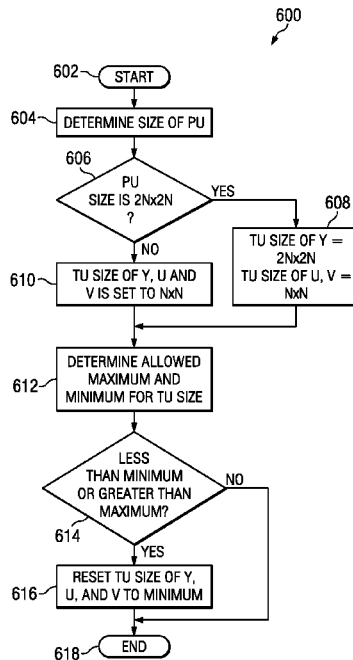 600
602
START
604
DETERMINE SIZE OF PU
606
PU
SIZE IS 2Nx2N
?
YES
NO
608
TU SIZE OF Y =
2Nx2N
TU SIZE OF U, V =
NxN
610
TU SIZE OF Y, U AND
V IS SET TO NxN
612
DETERMINE ALLOWED
MAXIMUM AND
MINIMUM FOR TU SIZE
LESS
THAN MINIMUM
OR GREATER THAN
MAXIMUM?
NO
614
YES
616
RESET TU SIZE OF Y,
U, AND V TO MINIMUM
618
END